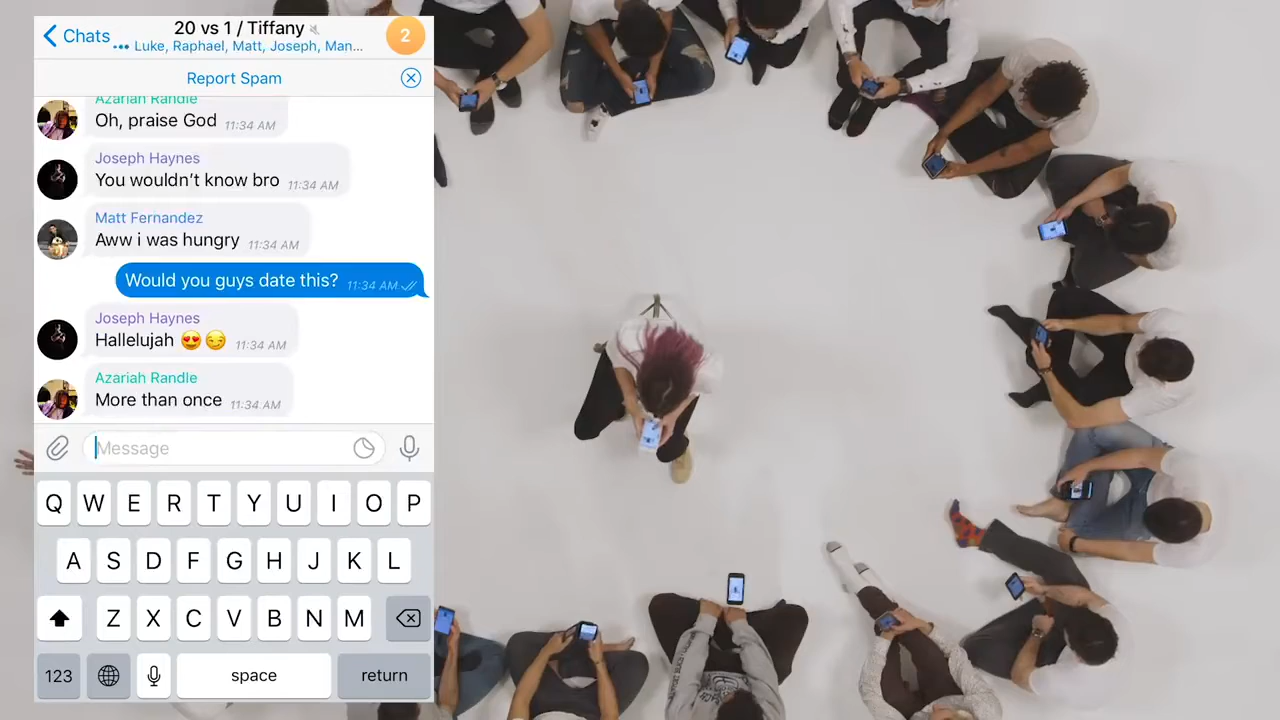 20 vs 1 / Tiffany
Chats
Luke, Raphael, Matt, Joseph, Man...
2
Report Spam
Azariah Randle
Oh, praise God 11:34 AM
Joseph Haynes
You wouldn't know bro 11:34 AM
Matt Fernandez
Aww i was hungry 11:34 AM
Would you guys date this? 11:34 AM
Joseph Haynes
Hallelujah 😍😏 11:34 AM
Azariah Randle
More than once 11:34 AM
Message
Q W E R T Y U I O P
A S D F G H J K L
Z X C V B N M
123 space return